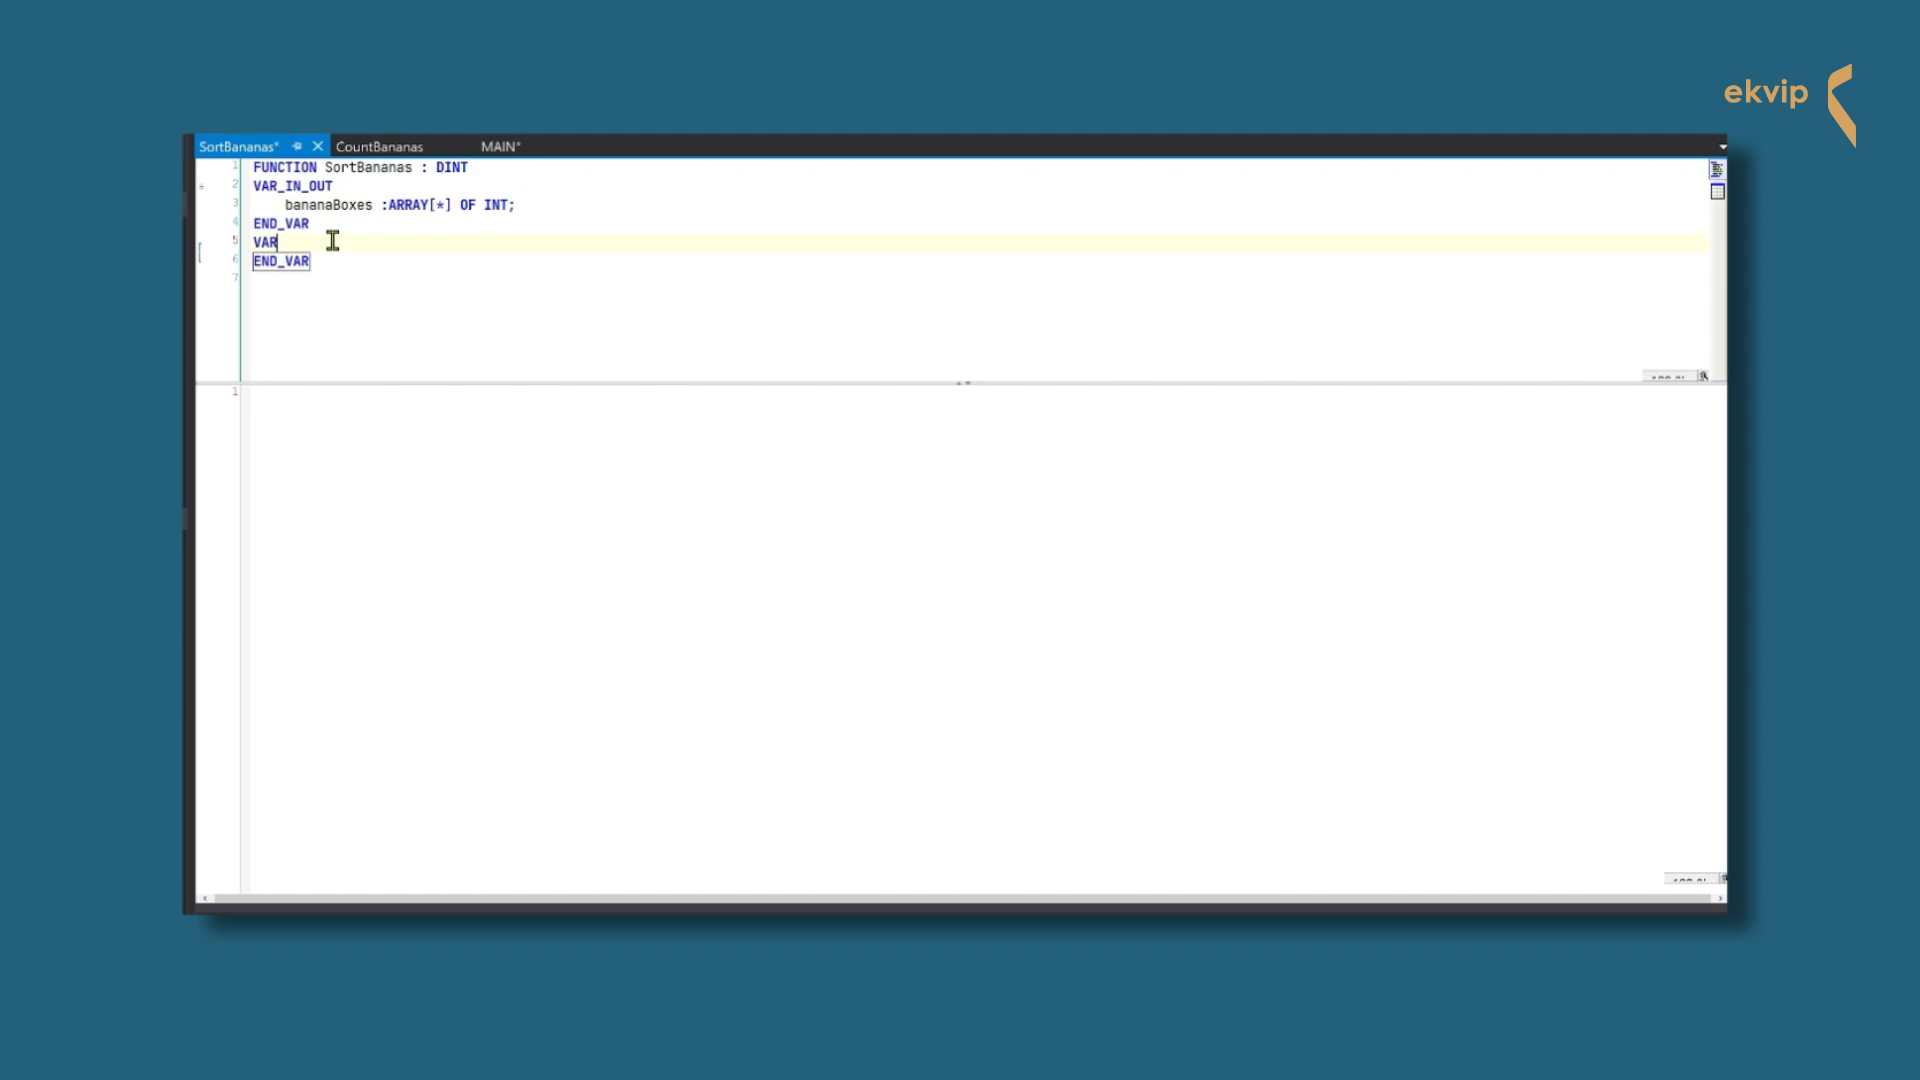 ekvip
SortBananas* CountBananas MAIN*
1 FUNCTION SortBananas : DINT
2 VAR_IN_OUT
3 bananaBoxes :ARRAY[*] OF INT;
4 END_VAR
5 VAR
6 END_VAR
7
1